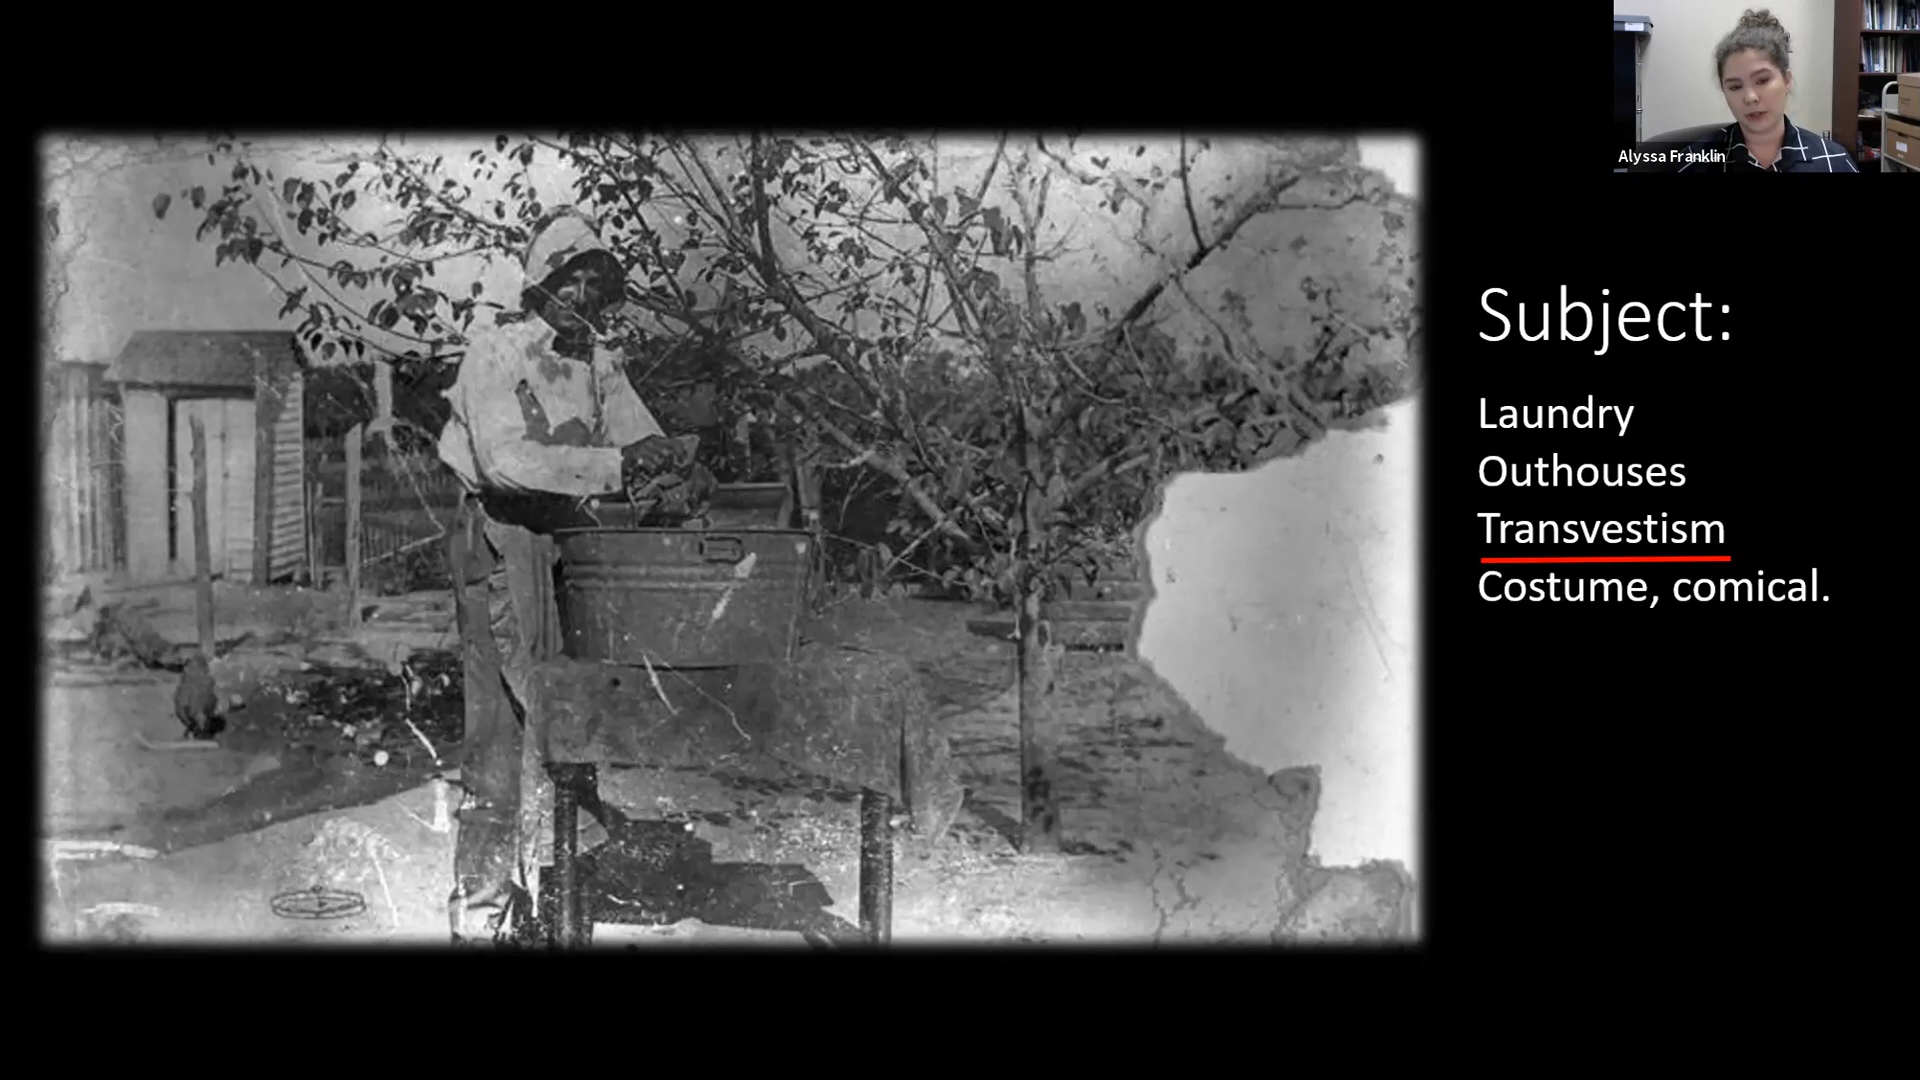 Alyssa Franklin
Subject:
Laundry
Outhouses
Transvestism
Costume, comical.